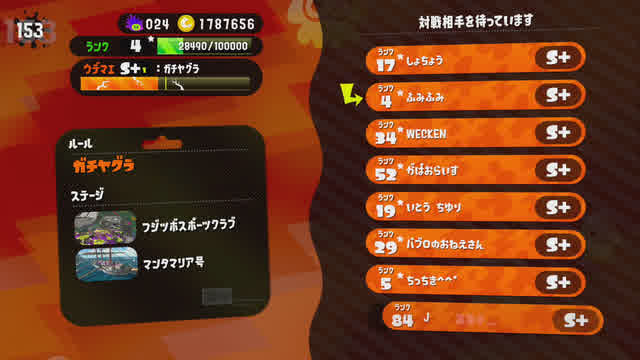 153
024
1787656
ランク 4★ 28490/100000
ウデマエ S+1 : ガチヤグラ
ルール
ガチヤグラ
ステージ
フジツボスポーツクラブ
マンタマリア号
対戦相手を待っています
ランク 17★ しょちょう S+
ランク 4★ ふみふみ S+
ランク 34★ WECKEN S+
ランク 52★ がぱおらいす S+
ランク 19★ いとう ちゆり S+
ランク 29★ パブロのおねえさん S+
ランク 5★ ちっちき^^* S+
ランク 84 J S+